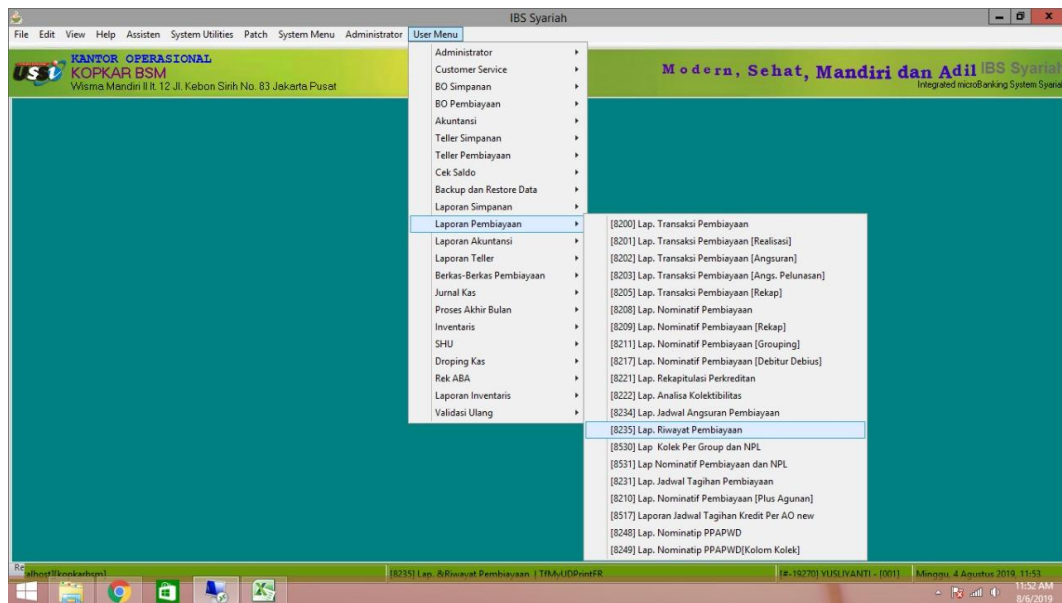 IBS Syariah
File Edit View Help Assisten System Utilities Patch System Menu Administrator User Menu
USSi
KANTOR OPERASIONAL
KOPKAR BSM
Wisma Mandiri II lt. 12 Jl. Kebon Sirih No. 83 Jakarta Pusat
Modern, Sehat, Mandiri dan Adil
IBS Syariah
Integrated microBanking System Syaria
Administrator
Customer Service
BO Simpanan
BO Pembiayaan
Akuntansi
Teller Simpanan
Teller Pembiayaan
Cek Saldo
Backup dan Restore Data
Laporan Simpanan
Laporan Pembiayaan
Laporan Akuntansi
Laporan Teller
Berkas-Berkas Pembiayaan
Jurnal Kas
Proses Akhir Bulan
Inventaris
SHU
Droping Kas
Rek ABA
Laporan Inventaris
Validasi Ulang
[8200] Lap. Transaksi Pembiayaan
[8201] Lap. Transaksi Pembiayaan [Realisasi]
[8202] Lap. Transaksi Pembiayaan [Angsuran]
[8203] Lap. Transaksi Pembiayaan [Angs. Pelunasan]
[8205] Lap. Transaksi Pembiayaan [Rekap]
[8208] Lap. Nominatif Pembiayaan
[8209] Lap. Nominatif Pembiayaan [Rekap]
[8211] Lap. Nominatif Pembiayaan [Grouping]
[8217] Lap. Nominatif Pembiayaan [Debitur Debius]
[8221] Lap. Rekapitulasi Perkreditan
[8222] Lap. Analisa Kolektibilitas
[8234] Lap. Jadwal Angsuran Pembiayaan
[8235] Lap. Riwayat Pembiayaan
[8530] Lap Kolek Per Group dan NPL
[8531] Lap Nominatif Pembiayaan dan NPL
[8231] Lap. Jadwal Tagihan Pembiayaan
[8210] Lap. Nominatif Pembiayaan [Plus Agunan]
[8517] Laporan Jadwal Tagihan Kredit Per AO new
[8248] Lap. Nominatip PPAPWD
[8249] Lap. Nominatip PPAPWD[Kolom Kolek]
Re alhost][kopkarbsm]
[8235] Lap. &Riwayat Pembiayaan | TfMyUDPrintFR
[#-19270] YUSLIYANTI - [001]
Minggu, 4 Agustus 2019, 11:53
11:52 AM
8/6/2019